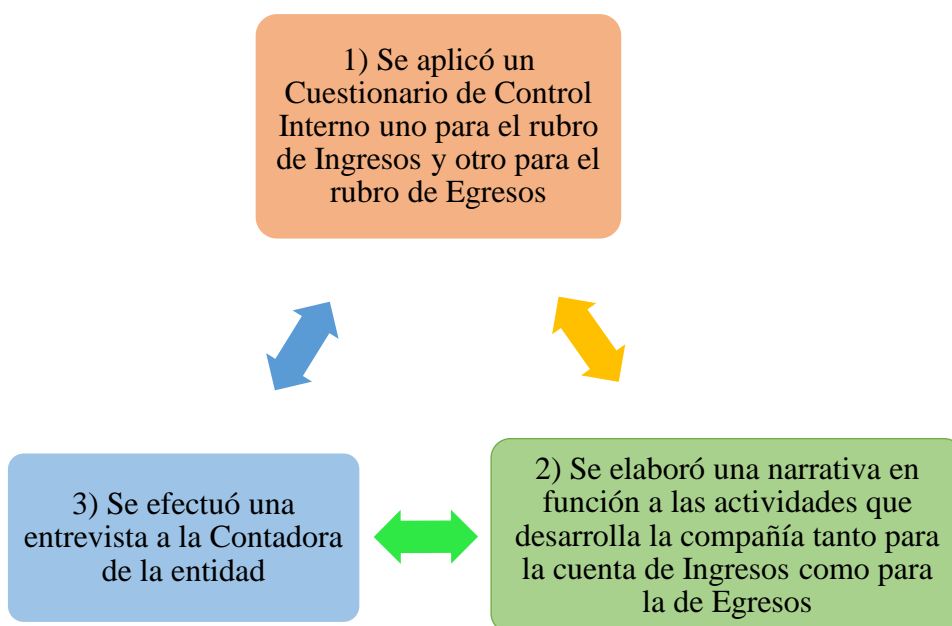 1) Se aplicó un
Cuestionario de Control
Interno uno para el rubro
de Ingresos y otro para el
rubro de Egresos
2) Se elaboró una narrativa en
función a las actividades que
desarrolla la compañía tanto para
la cuenta de Ingresos como para
la de Egresos
3) Se efectuó una
entrevista a la Contadora
de la entidad